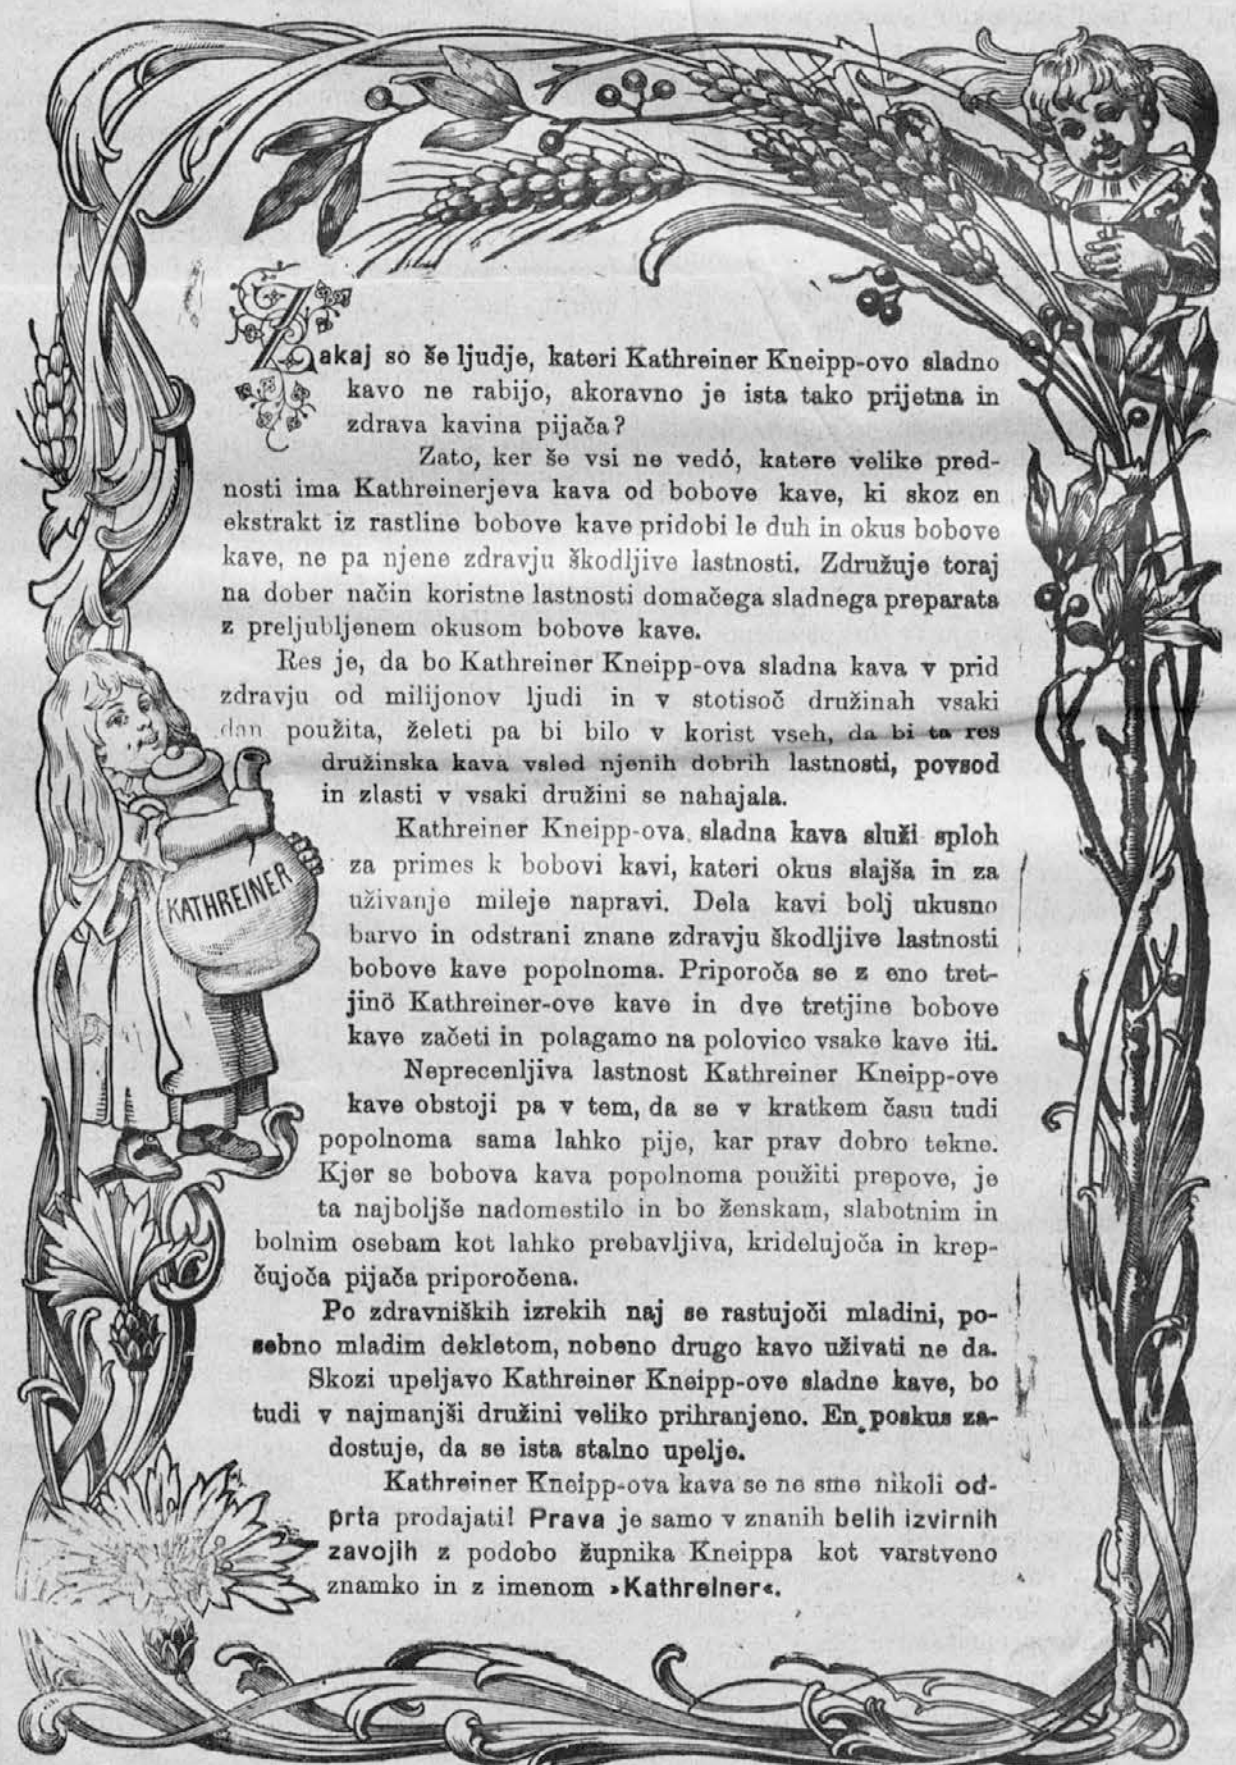 Zakaj so še ljudje, kateri Kathreiner Kneipp-ovo sladno
kavo ne rabijo, akoravno je ista tako prijetna in
zdrava kavina pijača?
Zato, ker še vsi ne vedó, katere velike pred-
nosti ima Kathreinerjeva kava od bobove kave, ki skoz en
ekstrakt iz rastline bobove kave pridobi le duh in okus bobove
kave, ne pa njene zdravju škodljive lastnosti. Združuje toraj
na dober način koristne lastnosti domačega sladnega preparata
z preljubljenem okusom bobove kave.
Res je, da bo Kathreiner Kneipp-ova sladna kava v prid
zdravju od milijonov ljudi in v stotisoč družinah vsaki
dan použita, želeti pa bi bilo v korist vseh, da bi ta res
družinska kava vsled njenih dobrih lastnosti, povsod
in zlasti v vsaki družini se nahajala.
Kathreiner Kneipp-ova sladna kava služi sploh
za primes k bobovi kavi, kateri okus slajša in za
uživanje mileje napravi. Dela kavi bolj ukusno
barvo in odstrani znane zdravju škodljive lastnosti
bobove kave popolnoma. Priporoča se z eno tret-
jinö Kathreiner-ove kave in dve tretjine bobove
kave začeti in polagamo na polovico vsake kave iti.
Neprecenljiva lastnost Kathreiner Kneipp-ove
kave obstoji pa v tem, da se v kratkem času tudi
popolnoma sama lahko pije, kar prav dobro tekne.
Kjer se bobova kava popolnoma použiti prepove, je
ta najboljše nadomestilo in bo ženskam, slabotnim in
bolnim osebam kot lahko prebavljiva, kridelujoča in krep-
čujoča pijača priporočena.
Po zdravniških izrekih naj se rastujoči mladini, po-
sebno mladim dekletom, nobeno drugo kavo uživati ne da.
Skozi upeljavo Kathreiner Kneipp-ove sladne kave, bo
tudi v najmanjši družini veliko prihranjeno. En poskus za-
dostuje, da se ista stalno upelje.
Kathreiner Kneipp-ova kava se ne sme nikoli od-
prta prodajati! Prava je samo v znanih belih izvirnih
zavojih z podobo župnika Kneippa kot varstveno
znamko in z imenom »Kathreiner«.
KATHREINER